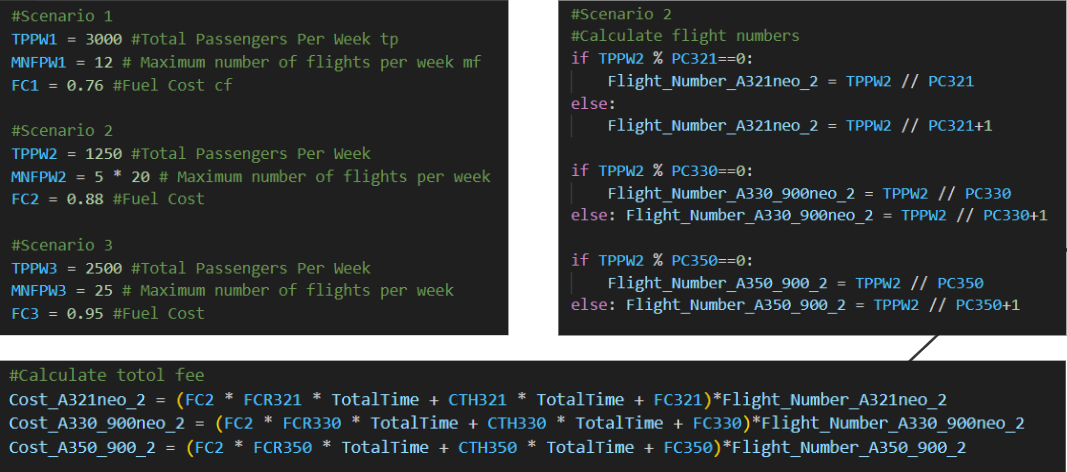 #Scenario 1
TPPW1 = 3000 #Total Passengers Per Week tp
MNFPW1 = 12 # Maximum number of flights per week mf
FC1 = 0.76 #Fuel Cost cf
#Scenario 2
TPPW2 = 1250 #Total Passengers Per Week
MNFPW2 = 5 * 20 # Maximum number of flights per week
FC2 = 0.88 #Fuel Cost
#Scenario 3
TPPW3 = 2500 #Total Passengers Per Week
MNFPW3 = 25 # Maximum number of flights per week
FC3 = 0.95 #Fuel Cost
#Scenario 2
#Calculate flight numbers
if TPPW2 % PC321==0:
Flight_Number_A321neo_2 = TPPW2 // PC321
else:
Flight_Number_A321neo_2 = TPPW2 // PC321+1
if TPPW2 % PC330==0:
Flight_Number_A330_900neo_2 = TPPW2 // PC330
else: Flight_Number_A330_900neo_2 = TPPW2 // PC330+1
if TPPW2 % PC350==0:
Flight_Number_A350_900_2 = TPPW2 // PC350
else: Flight_Number_A350_900_2 = TPPW2 // PC350+1
#Calculate totol fee
Cost_A321neo_2 = (FC2 * FCR321 * TotalTime + CTH321 * TotalTime + FC321)*Flight_Number_A321neo_2
Cost_A330_900neo_2 = (FC2 * FCR330 * TotalTime + CTH330 * TotalTime + FC330)*Flight_Number_A330_900neo_2
Cost_A350_900_2 = (FC2 * FCR350 * TotalTime + CTH350 * TotalTime + FC350)*Flight_Number_A350_900_2